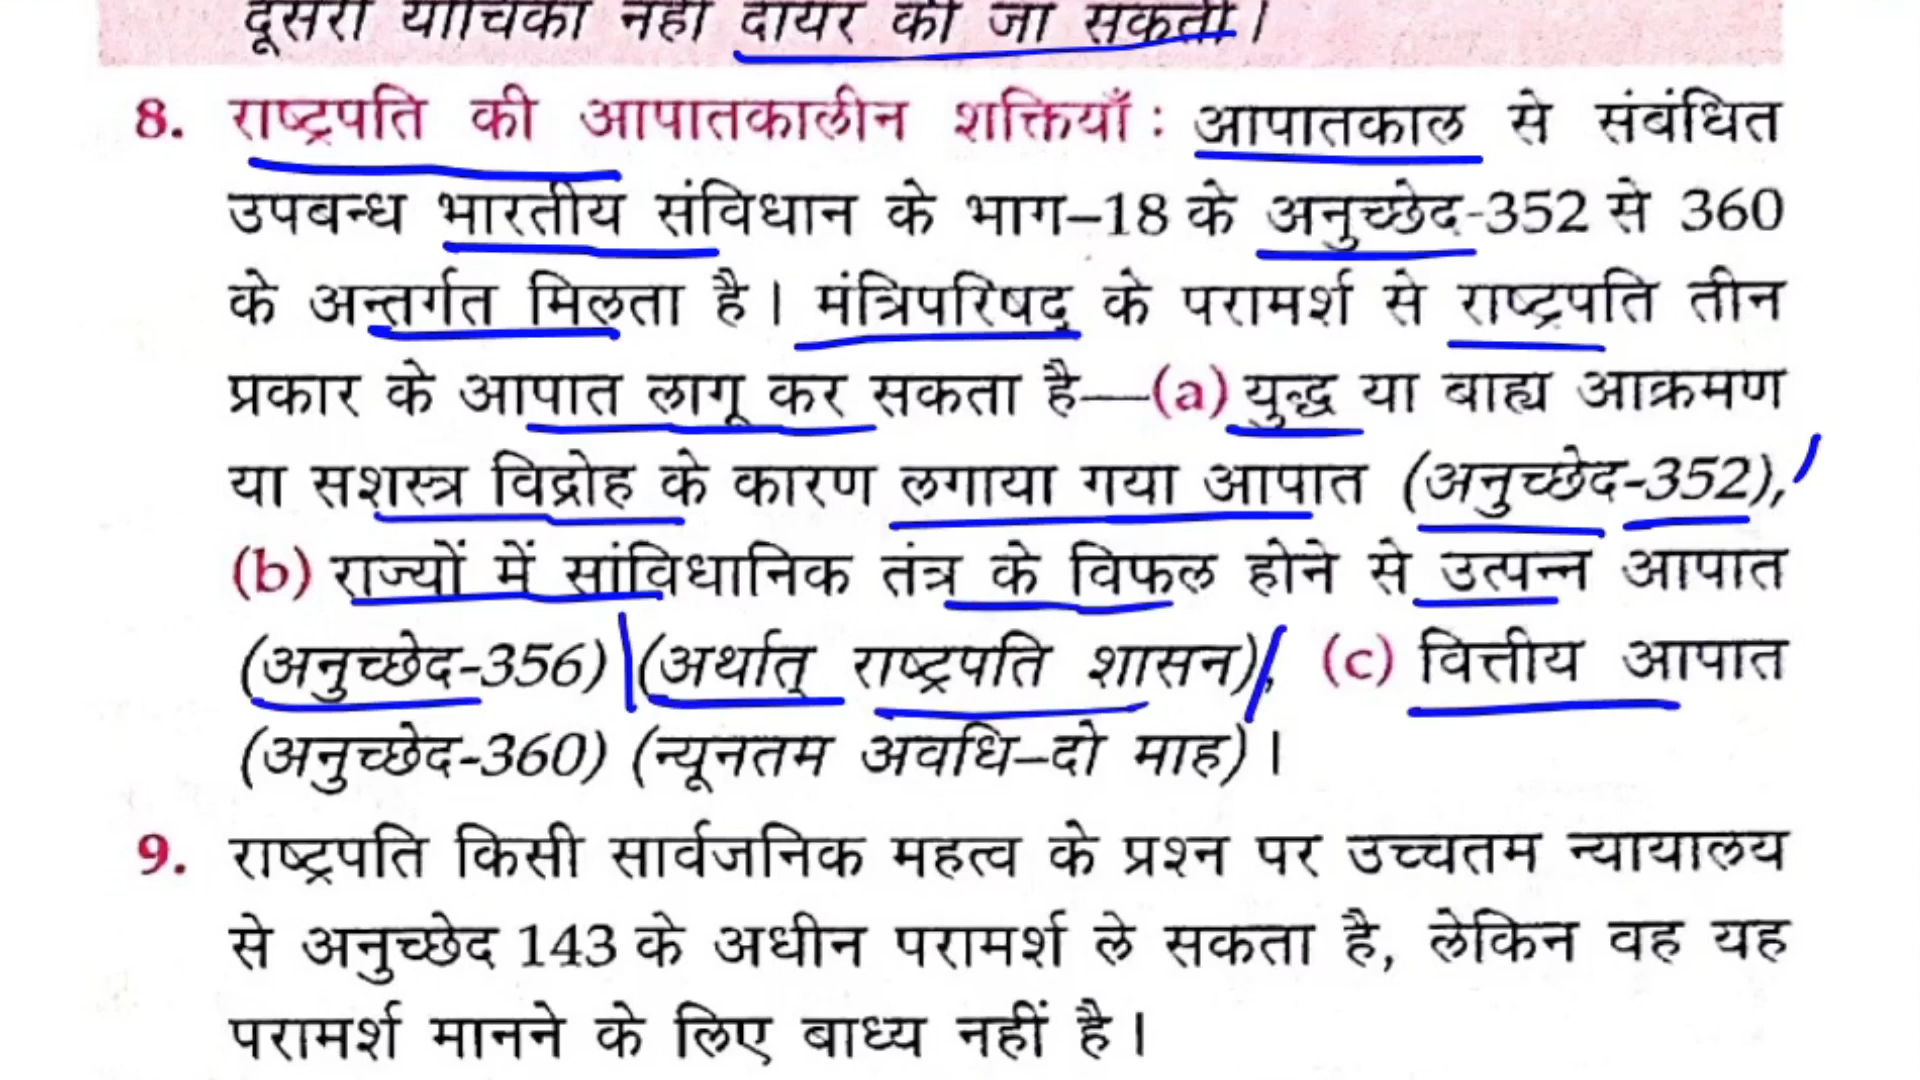 दूसरी याचिका नहीं दायर की जा सकती।
8. राष्ट्रपति की आपातकालीन शक्तियाँ : आपातकाल से संबंधित
उपबन्ध भारतीय संविधान के भाग–18 के अनुच्छेद-352 से 360
के अन्तर्गत मिलता है। मंत्रिपरिषद् के परामर्श से राष्ट्रपति तीन
प्रकार के आपात लागू कर सकता है—(a) युद्ध या बाह्य आक्रमण
या सशस्त्र विद्रोह के कारण लगाया गया आपात (अनुच्छेद-352),
(b) राज्यों में सांविधानिक तंत्र के विफल होने से उत्पन्न आपात
(अनुच्छेद-356) (अर्थात् राष्ट्रपति शासन), (c) वित्तीय आपात
(अनुच्छेद-360) (न्यूनतम अवधि–दो माह)।
9. राष्ट्रपति किसी सार्वजनिक महत्व के प्रश्न पर उच्चतम न्यायालय
से अनुच्छेद 143 के अधीन परामर्श ले सकता है, लेकिन वह यह
परामर्श मानने के लिए बाध्य नहीं है।